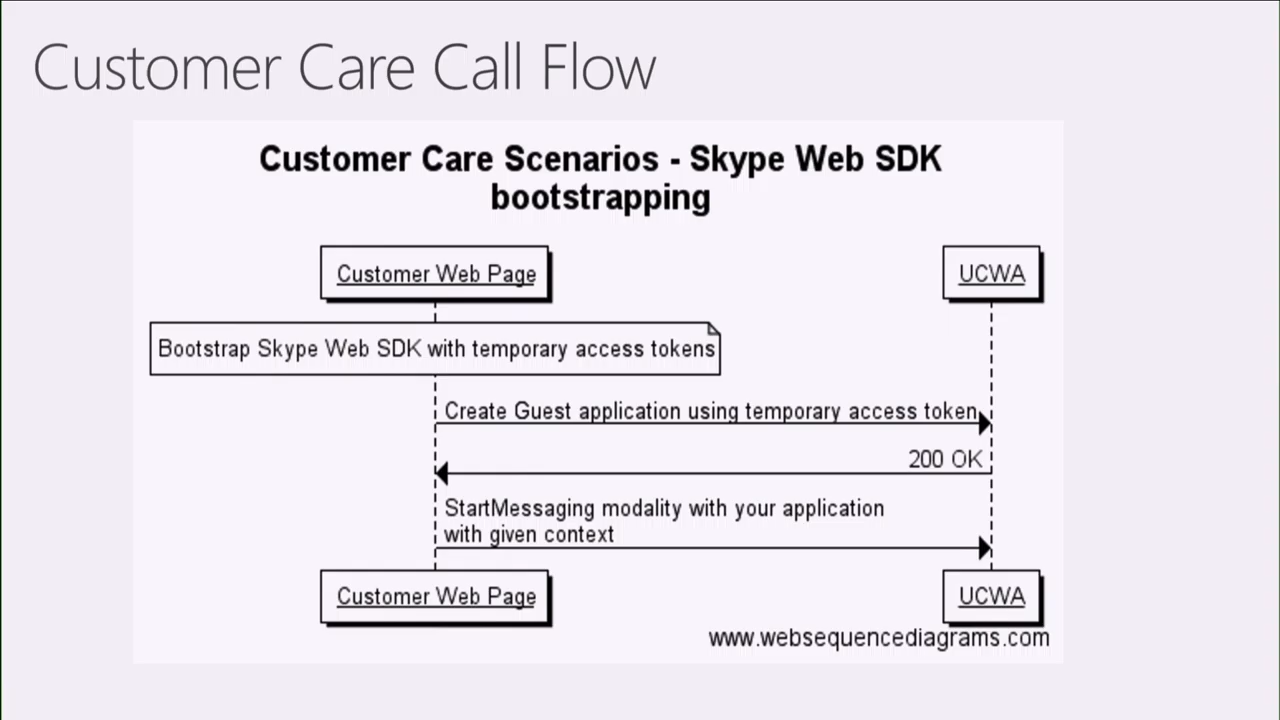 Customer Care Call Flow
Customer Care Scenarios - Skype Web SDK
bootstrapping
Customer Web Page
UCWA
Bootstrap Skype Web SDK with temporary access tokens
Create Guest application using temporary access token
200 OK
StartMessaging modality with your application
with given context
Customer Web Page
UCWA
www.websequencediagrams.com